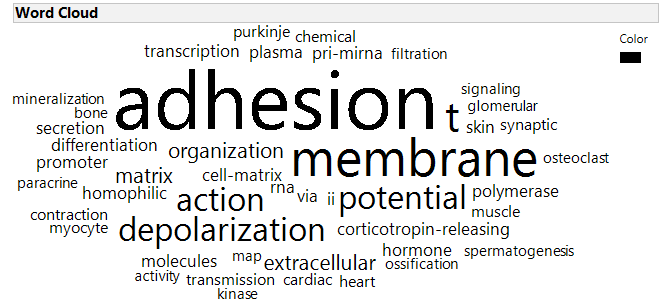 Word Cloud
purkinje chemical
Color
transcription plasma pri-mirna filtration
mineralization adhesion t signaling
bone glomerular
secretion skin synaptic
differentiation organization membrane osteoclast
promoter matrix cell-matrix
paracrine homophilic action rna via ii potential polymerase
contraction muscle
myocyte depolarization corticotropin-releasing
molecules map extracellular hormone spermatogenesis
activity transmission cardiac heart ossification
kinase